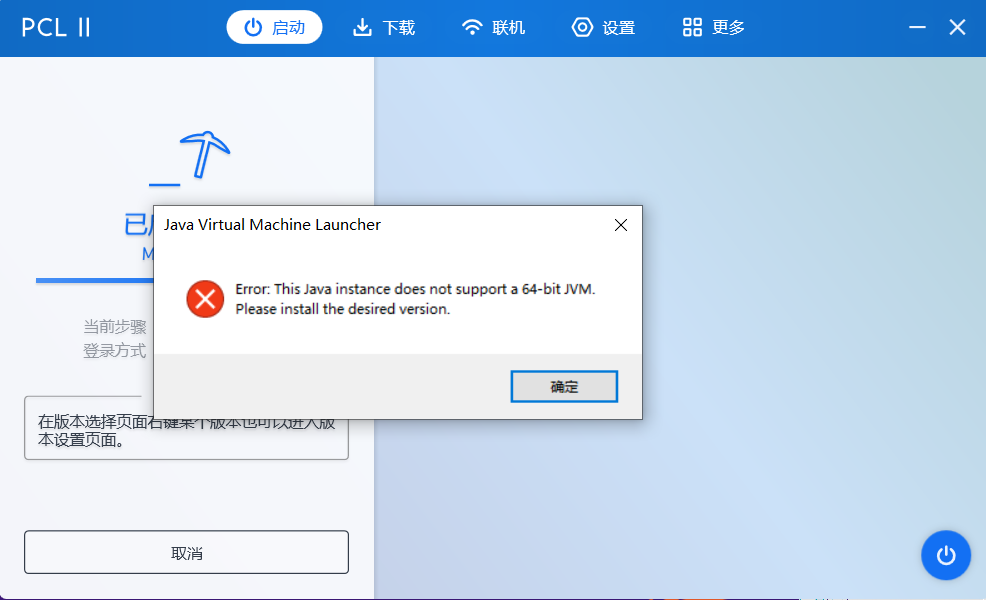 PCL II
启动
下载
联机
设置
更多
已
M
Java Virtual Machine Launcher
Error: This Java instance does not support a 64-bit JVM.
Please install the desired version.
确定
当前步骤
登录方式
在版本选择页面右键某个版本也可以进入版
本设置页面。
取消